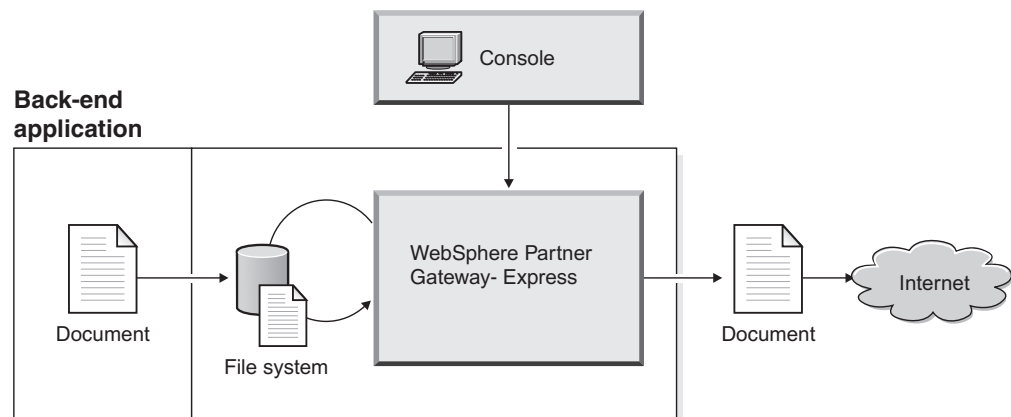 Console
Back-end
application
WebSphere Partner
Gateway- Express
Internet
Document
Document
File system